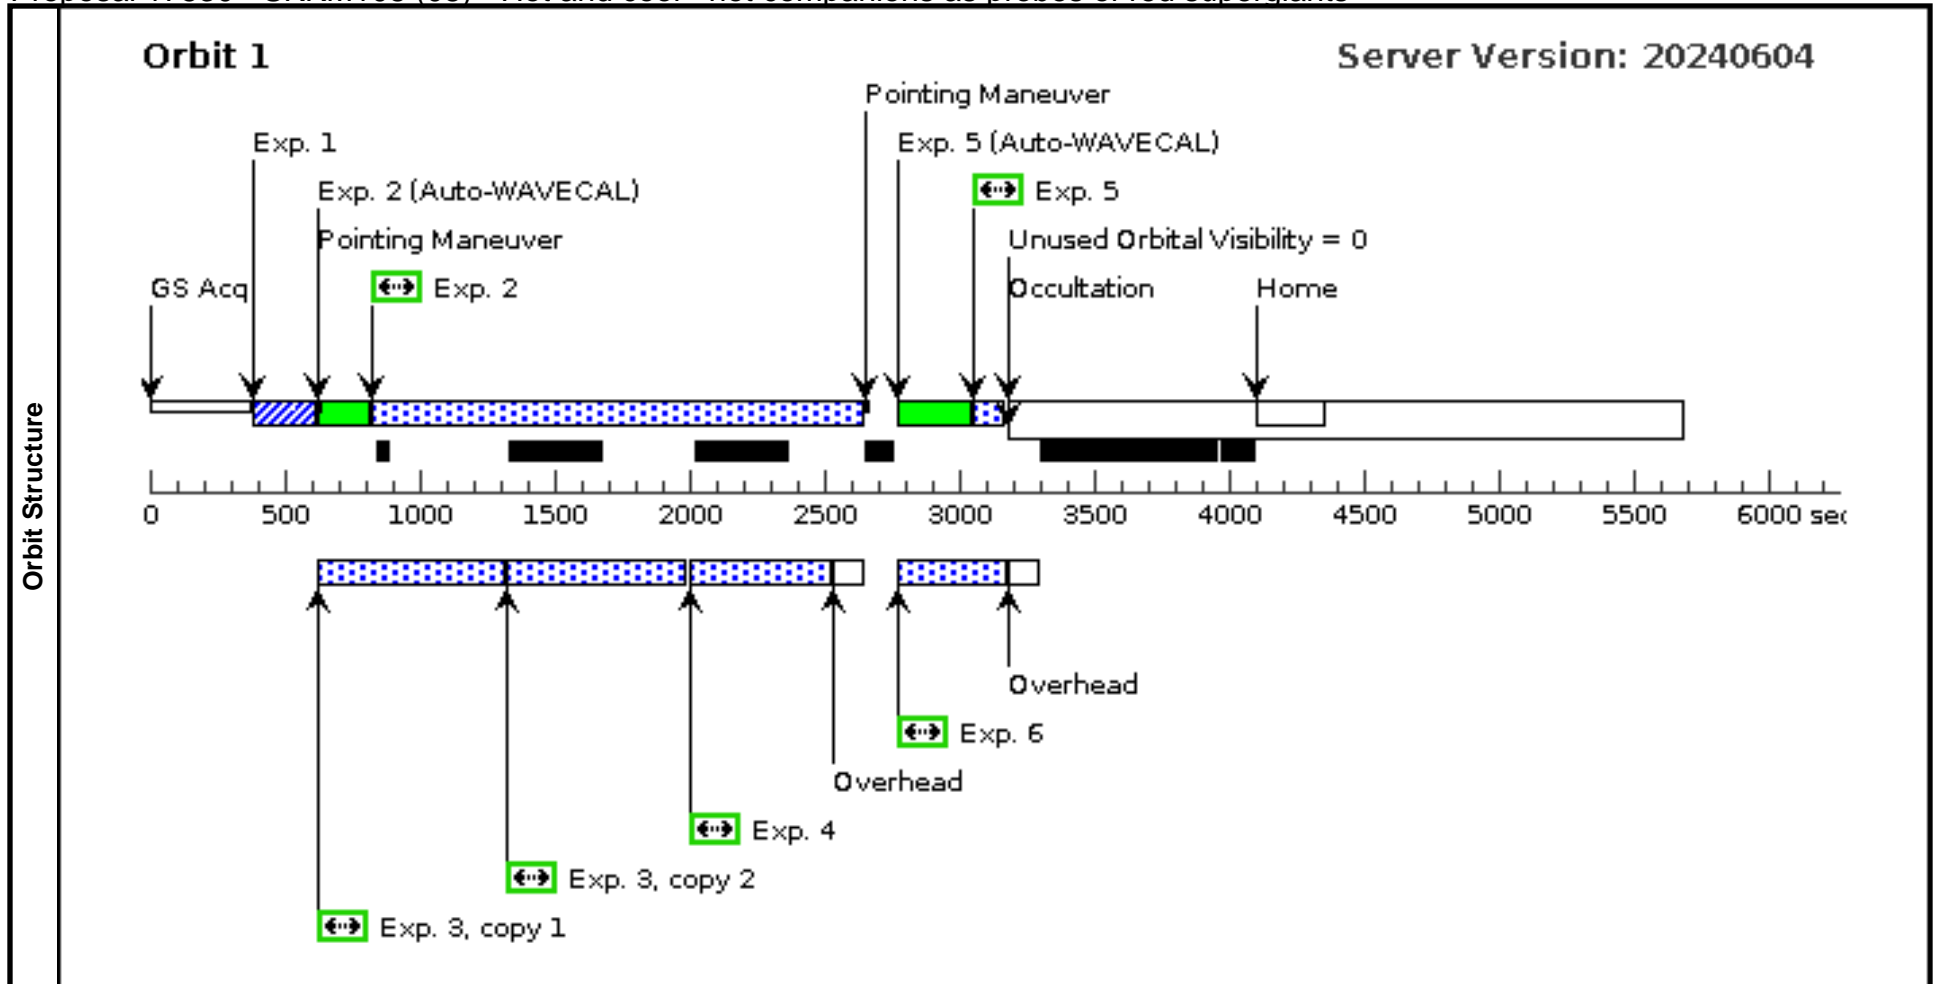 Orbit 1
Server Version: 20240604
Pointing Maneuver
Exp. 1
Exp. 5 (Auto-WAVECAL)
Exp. 2 (Auto-WAVECAL)
Exp. 5
Pointing Maneuver
Unused Orbital Visibility = 0
GS Acq
Exp. 2
Occultation
Home
Orbit Structure
0 500 1000 1500 2000 2500 3000 3500 4000 4500 5000 5500 6000 sec
Overhead
Exp. 6
Overhead
Exp. 4
Exp. 3, copy 2
Exp. 3, copy 1